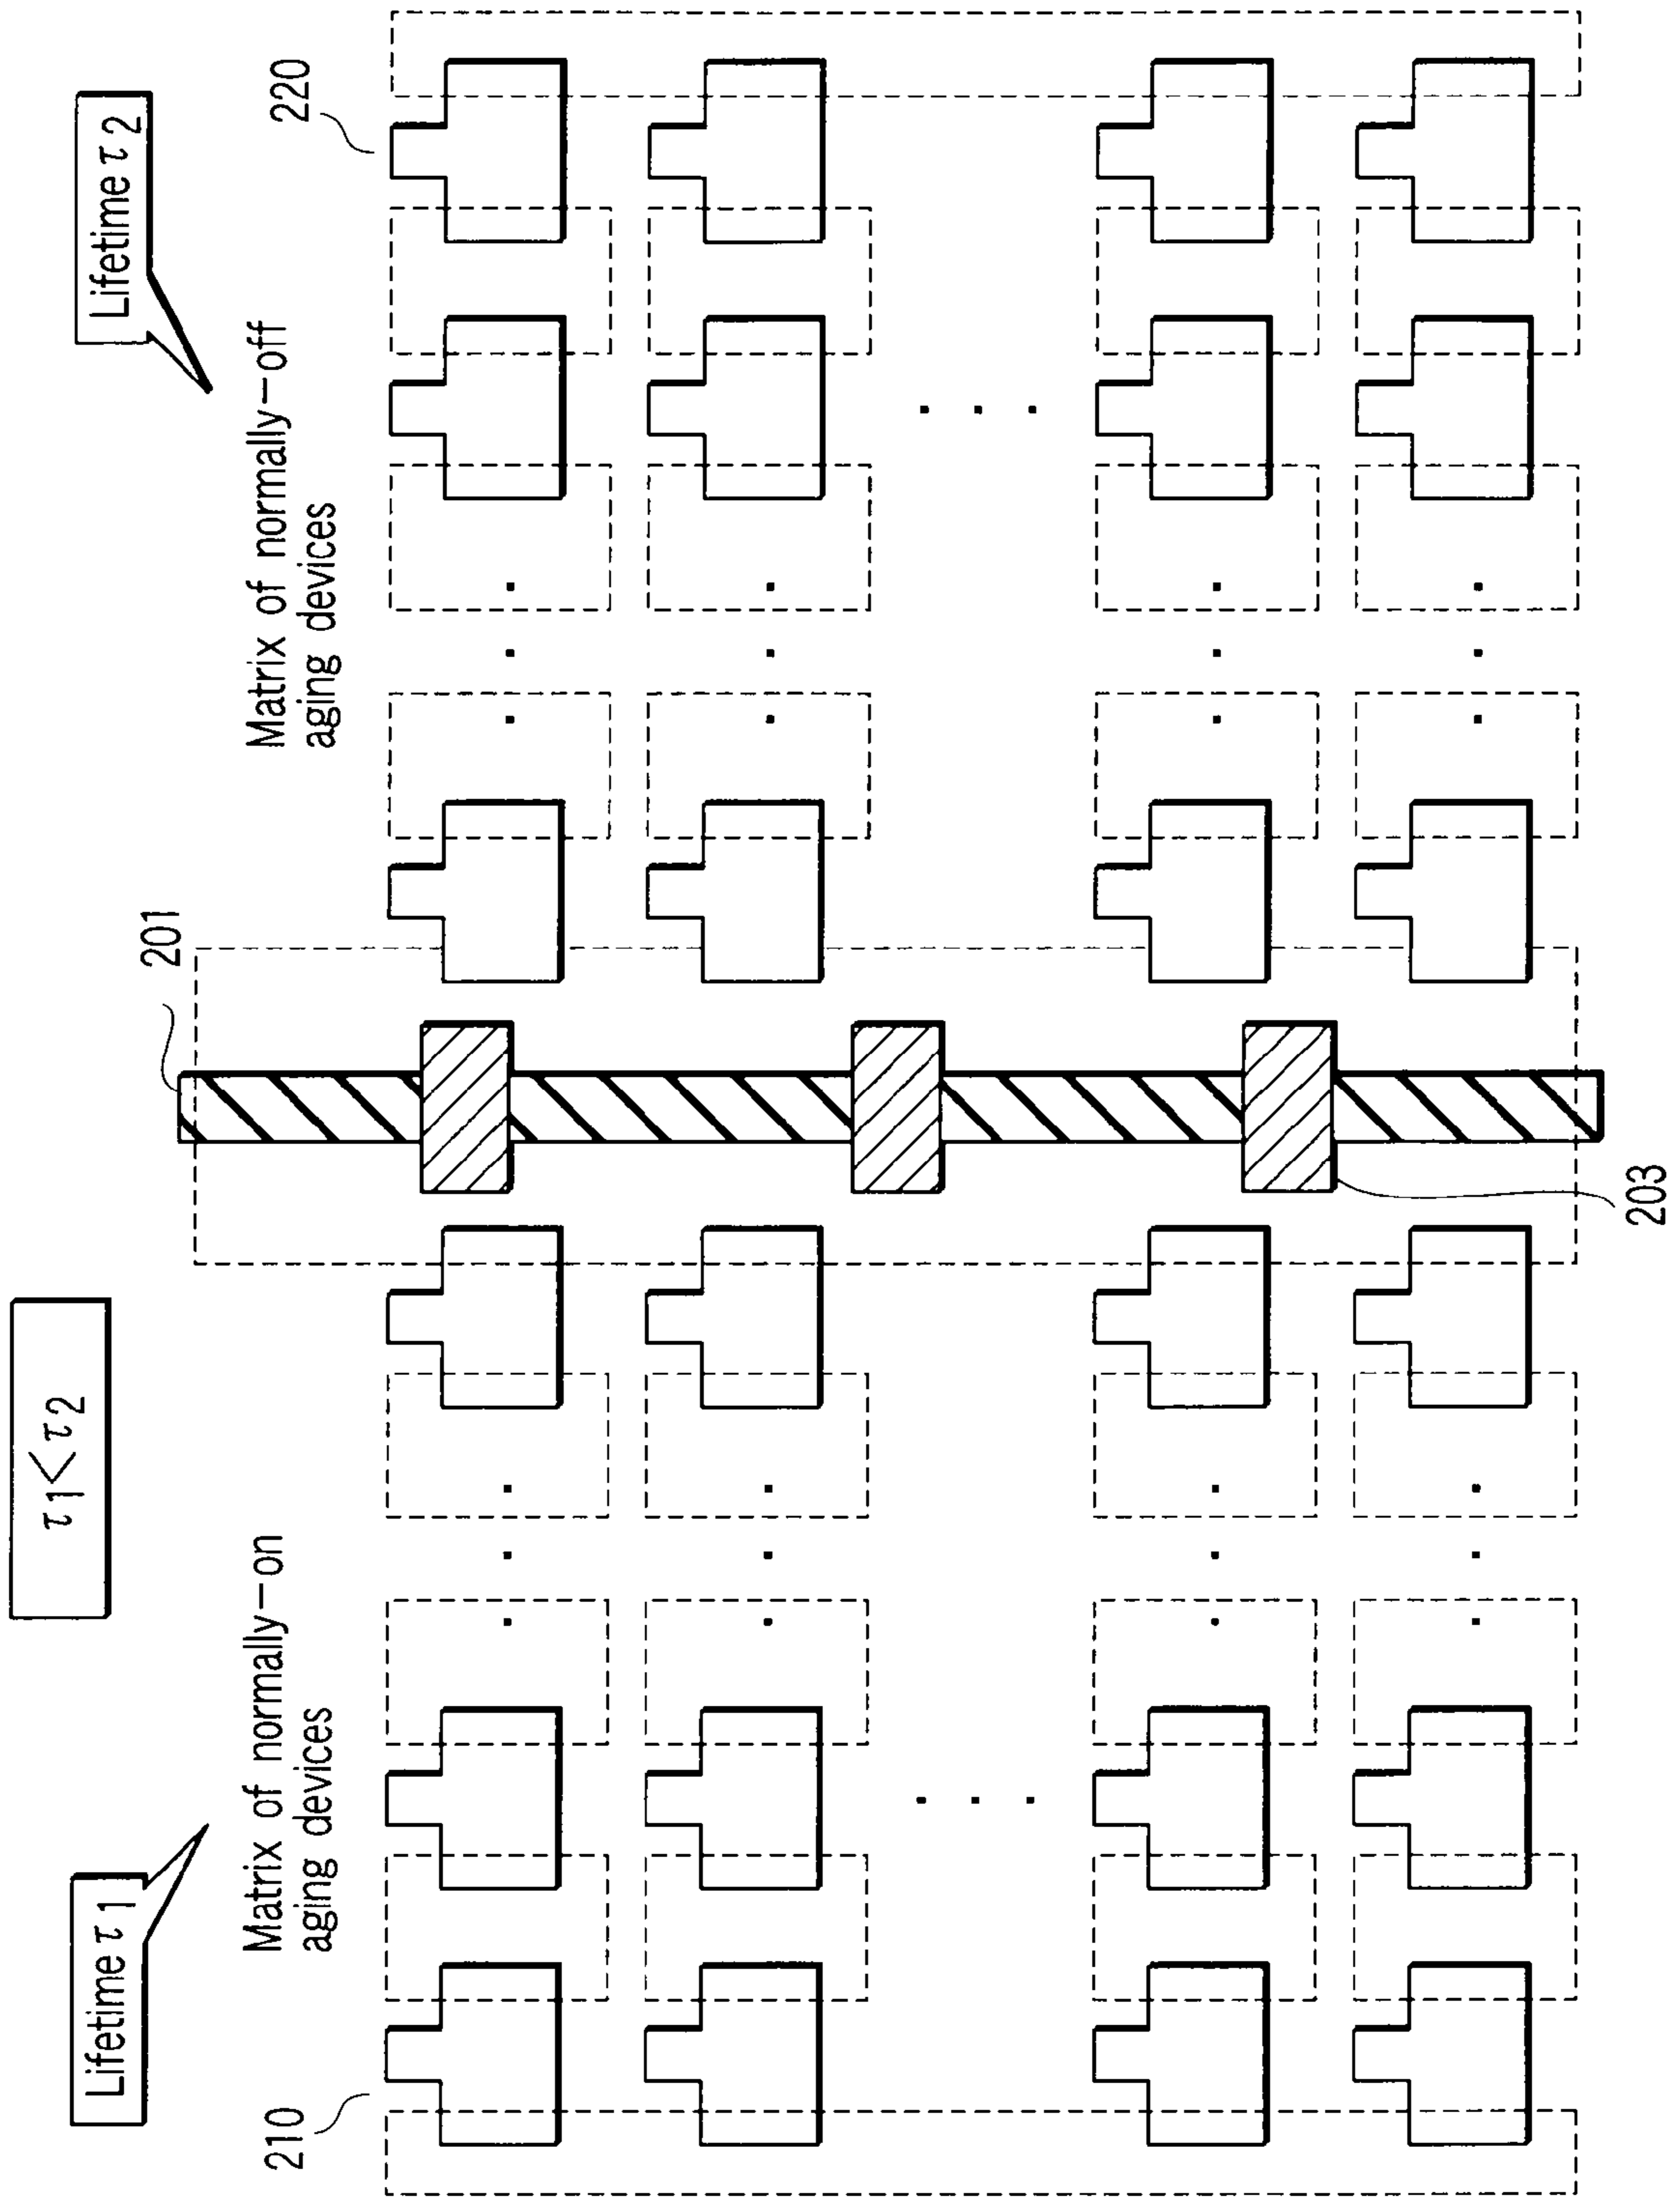 τ1<τ2
Lifetime τ1
Lifetime τ2
Matrix of normally-on
aging devices
Matrix of normally-off
aging devices
201
210
220
203